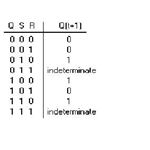 Q S R Q(t+1)
0 0 0 0
0 0 1 0
0 1 0 1
0 1 1 indeterminate
1 0 0 1
1 0 1 0
1 1 0 1
1 1 1 indeterminate